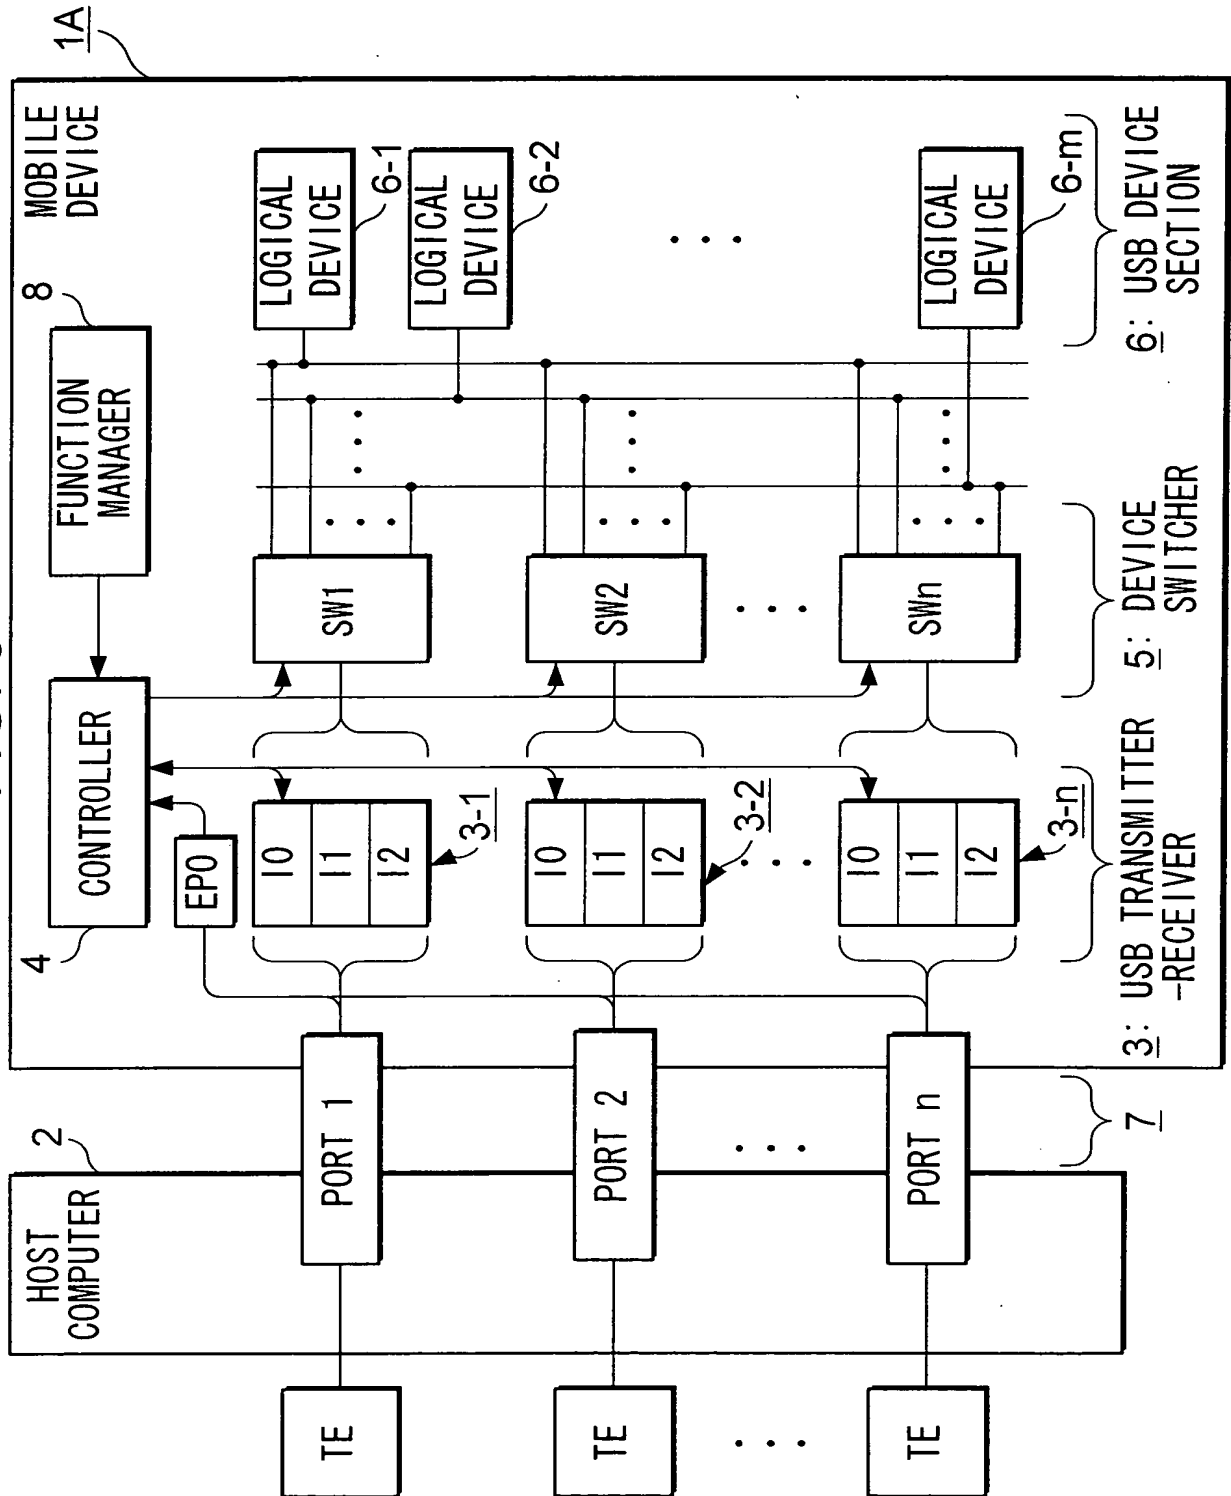 1A
MOBILE
DEVICE
8
FUNCTION
MANAGER
4
CONTROLLER
EP0
HOST
COMPUTER
2
TE
PORT 1
I0
I1
I2
3-1
SW1
LOGICAL
DEVICE
6-1
LOGICAL
DEVICE
6-2
TE
PORT 2
I0
I1
I2
3-2
SW2
TE
PORT n
I0
I1
I2
3-n
SWn
LOGICAL
DEVICE
6-m
7
3: USB TRANSMITTER
-RECEIVER
5: DEVICE
SWITCHER
6: USB DEVICE
SECTION